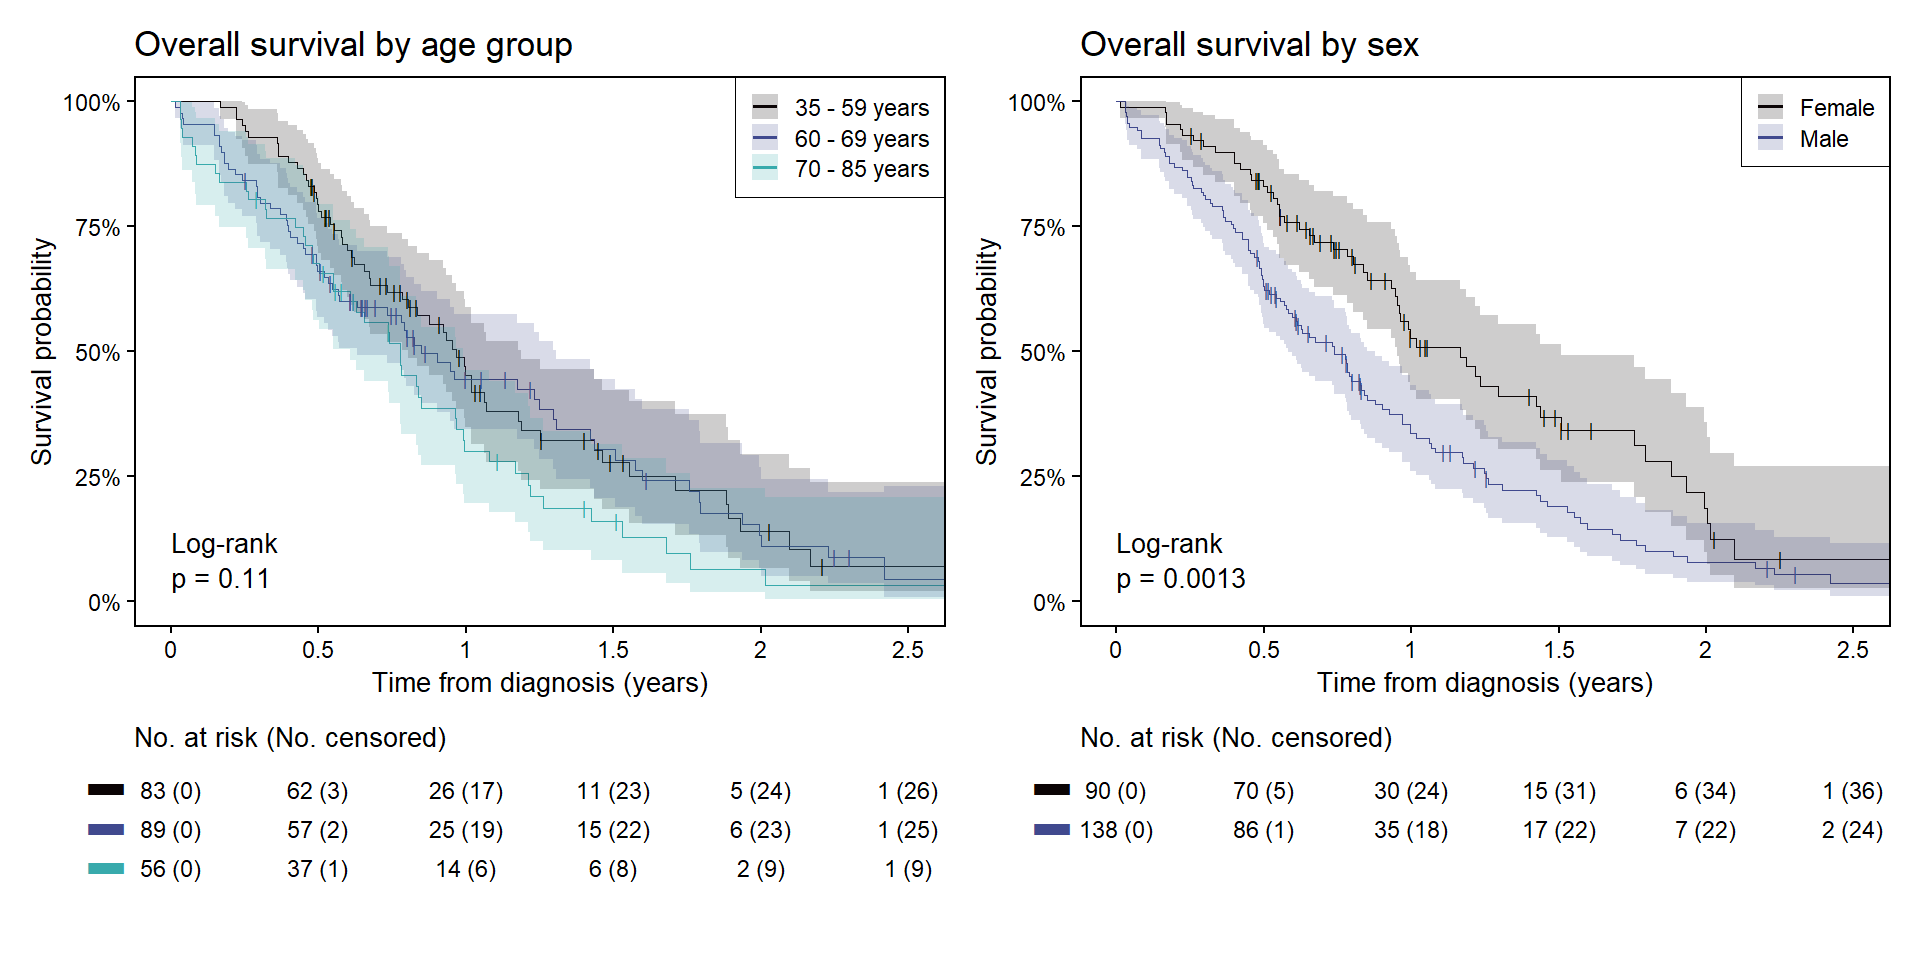 Overall survival by age group
Survival probability
100%
75%
50%
25%
0%
35 - 59 years
60 - 69 years
70 - 85 years
Log-rank
p = 0.11
0 0.5 1 1.5 2 2.5
Time from diagnosis (years)
No. at risk (No. censored)
83 (0) 62 (3) 26 (17) 11 (23) 5 (24) 1 (26)
89 (0) 57 (2) 25 (19) 15 (22) 6 (23) 1 (25)
56 (0) 37 (1) 14 (6) 6 (8) 2 (9) 1 (9)
Overall survival by sex
Survival probability
100%
75%
50%
25%
0%
Female
Male
Log-rank
p = 0.0013
0 0.5 1 1.5 2 2.5
Time from diagnosis (years)
No. at risk (No. censored)
90 (0) 70 (5) 30 (24) 15 (31) 6 (34) 1 (36)
138 (0) 86 (1) 35 (18) 17 (22) 7 (22) 2 (24)